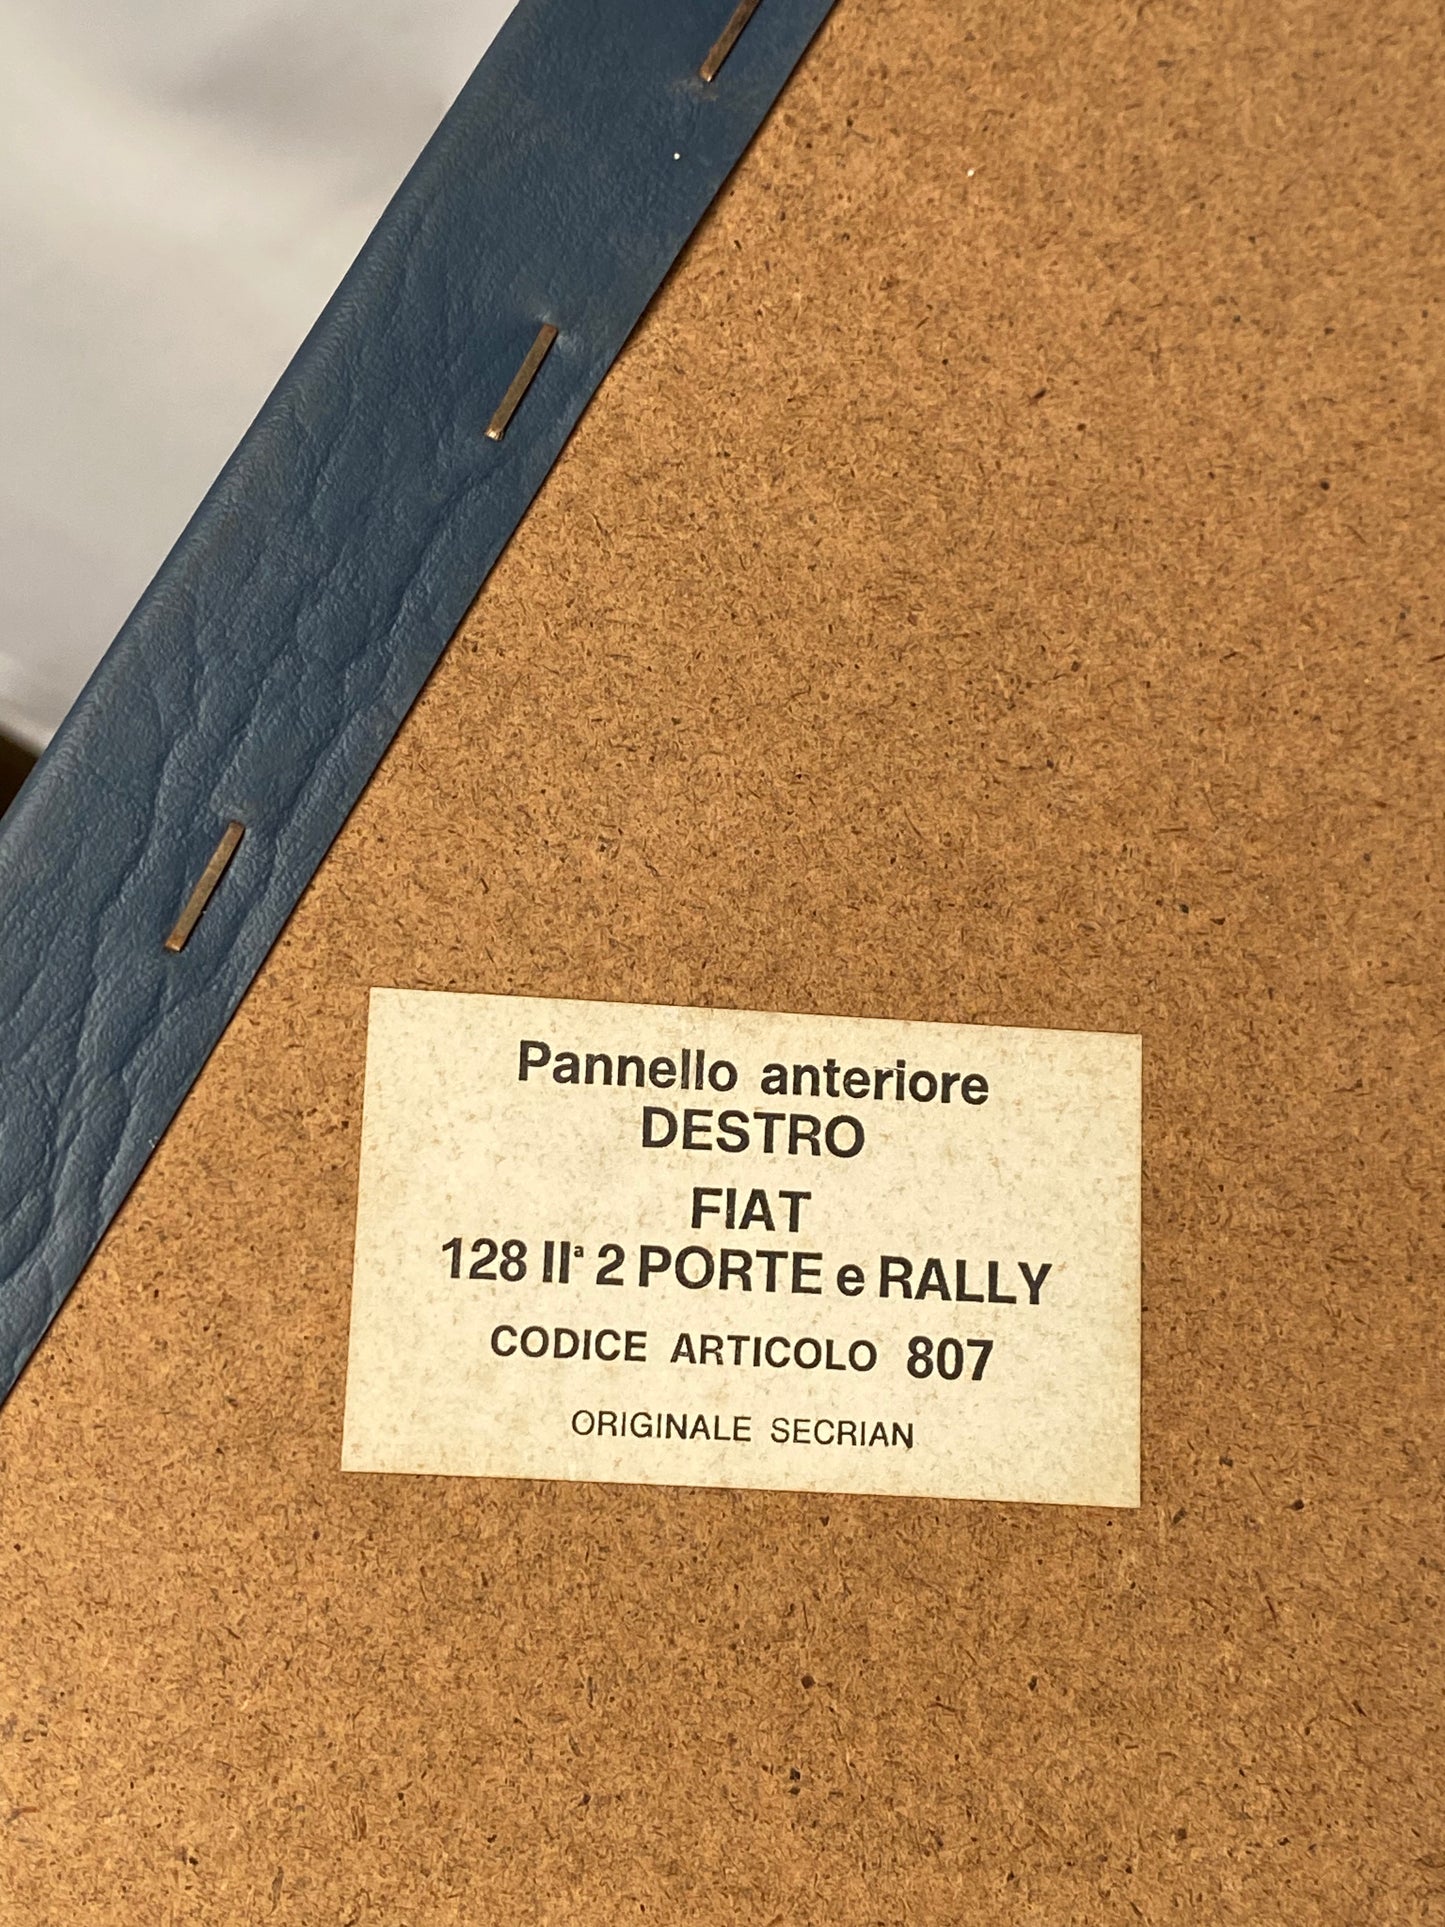 Pannello anteriore
DESTRO
FIAT
128 IIª 2 PORTE e RALLY
CODICE ARTICOLO 807
ORIGINALE SECRIAN